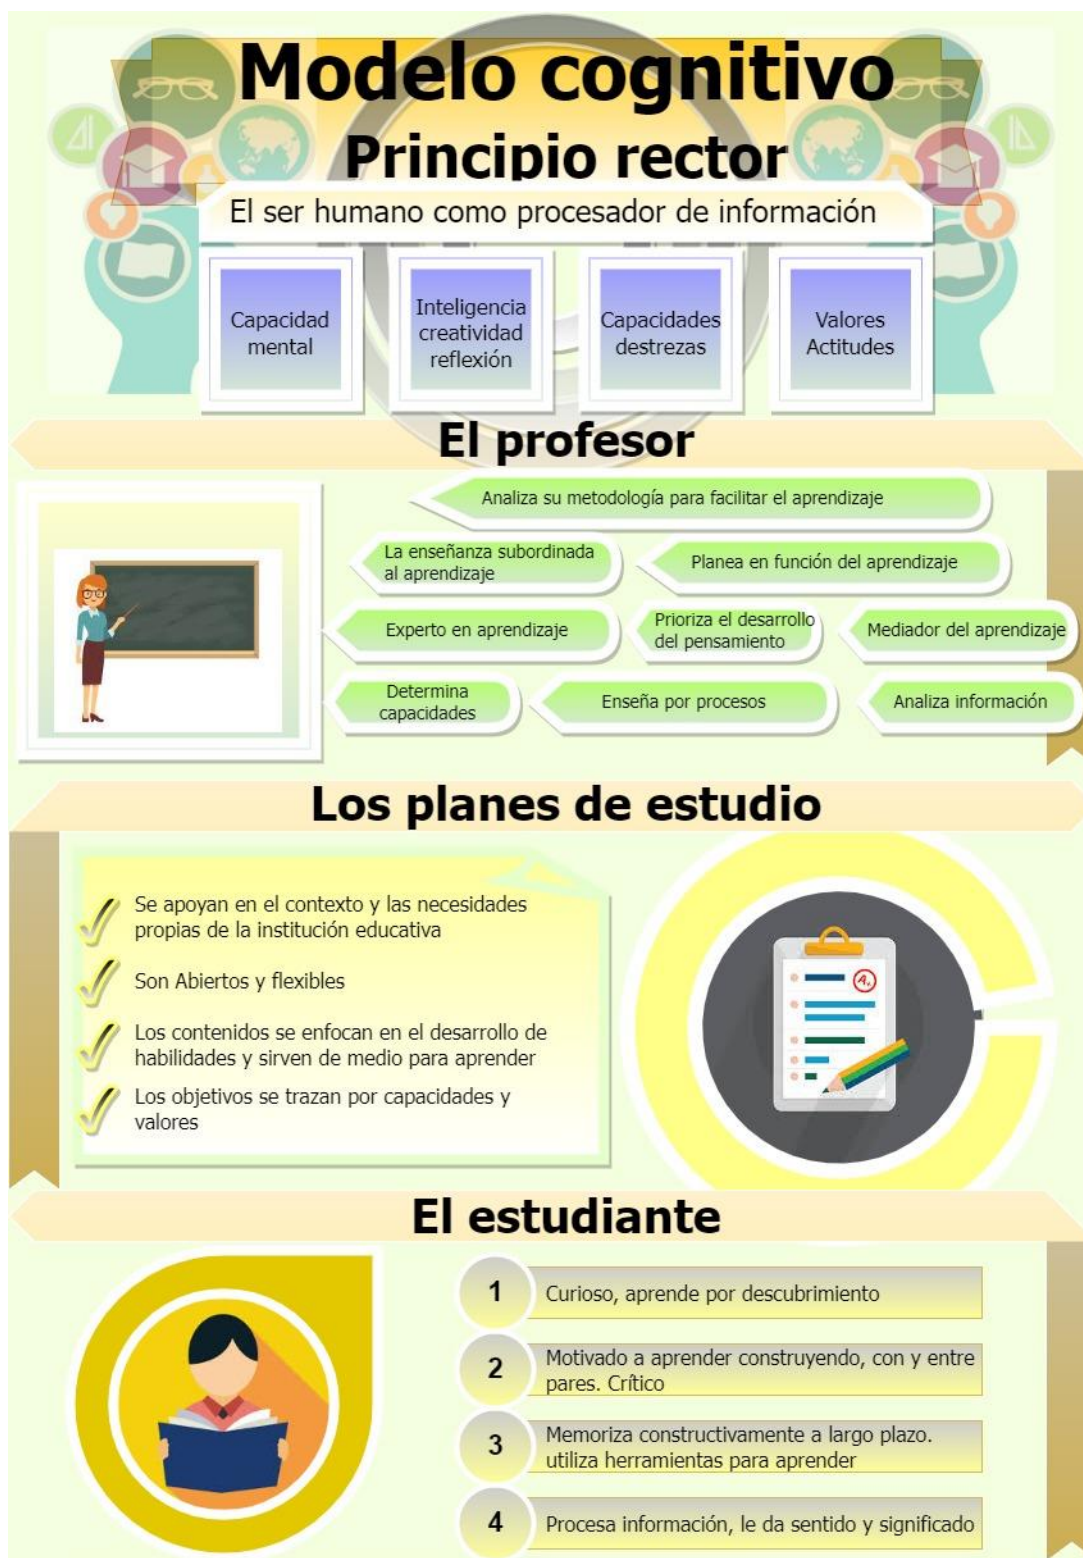 Modelo cognitivo
Principio rector
El ser humano como procesador de información
Capacidad
mental
Inteligencia
creatividad
reflexión
Capacidades
destrezas
Valores
Actitudes
El profesor
Analiza su metodología para facilitar el aprendizaje
La enseñanza subordinada
al aprendizaje
Planea en función del aprendizaje
Experto en aprendizaje
Prioriza el desarrollo
del pensamiento
Mediador del aprendizaje
Determina
capacidades
Enseña por procesos
Analiza información
Los planes de estudio
Se apoyan en el contexto y las necesidades
propias de la institución educativa
Son Abiertos y flexibles
Los contenidos se enfocan en el desarrollo de
habilidades y sirven de medio para aprender
Los objetivos se trazan por capacidades y
valores
A+
El estudiante
1
Curioso, aprende por descubrimiento
2
Motivado a aprender construyendo, con y entre
pares. Crítico
3
Memoriza constructivamente a largo plazo.
utiliza herramientas para aprender
4
Procesa información, le da sentido y significado